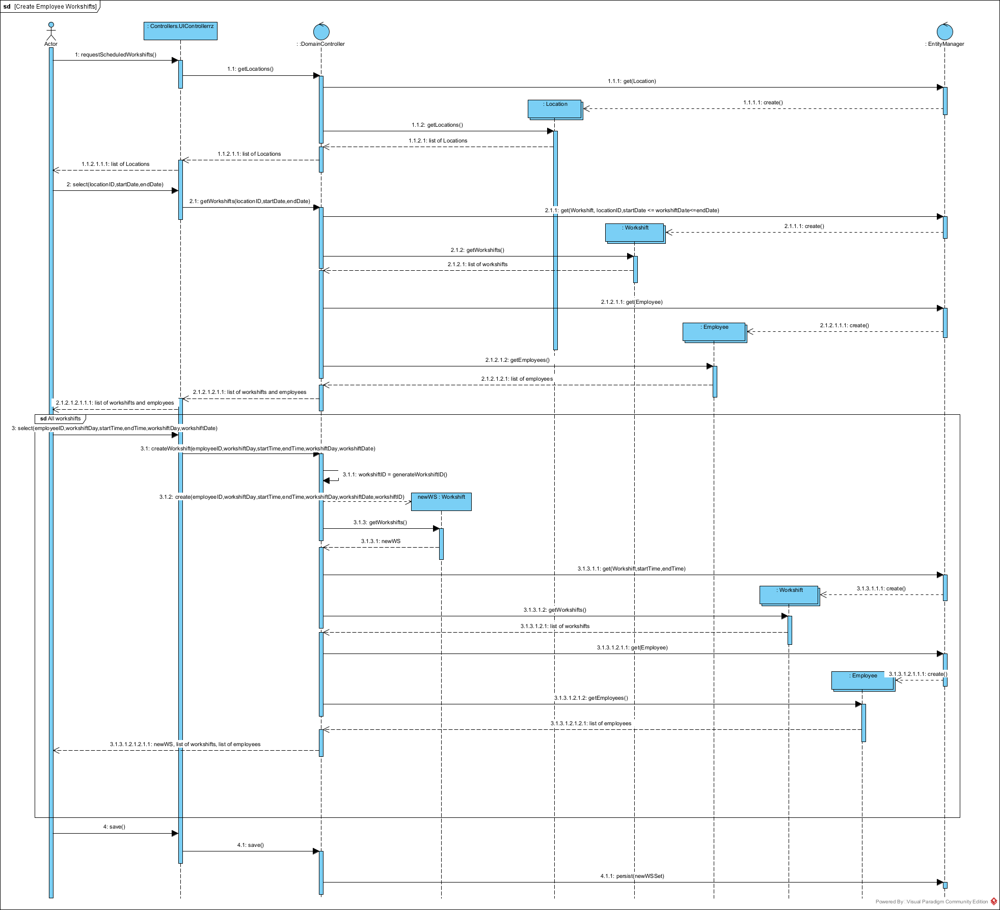 sd [Create Employee Workshifts]
: Controllers.UIControllerrz
Actor
: :DomainController
: EntityManager
1: requestScheduledWorkshifts()
1.1: getLocations()
1.1.1: get(Location)
: Location
1.1.1.1: create()
1.1.2: getLocations()
1.1.2.1: list of Locations
1.1.2.1.1: list of Locations
1.1.2.1.1.1: list of Locations
2: select(locationID,startDate,endDate)
2.1: getWorkshifts(locationID,startDate,endDate)
2.1.1: get(Workshift, locationID,startDate <= workshiftDate<=endDate)
: Workshift
2.1.1.1: create()
2.1.2: getWorkshifts()
2.1.2.1: list of workshifts
2.1.2.1.1: get(Employee)
: Employee
2.1.2.1.1.1: create()
2.1.2.1.2: getEmployees()
2.1.2.1.2.1: list of employees
2.1.2.1.2.1.1: list of workshifts and employees
2.1.2.1.2.1.1.1: list of workshifts and employees
sd All workshifts
3: select(employeeID,workshiftDay,startTime,endTime,workshiftDay,workshiftDate)
3.1: createWorkshift(employeeID,workshiftDay,startTime,endTime,workshiftDay,workshiftDate)
3.1.1: workshiftID = generateWorkshiftID()
3.1.2: create(employeeID,workshiftDay,startTime,endTime,workshiftDay,workshiftDate,workshiftID)
newWS : Workshift
3.1.3: getWorkshifts()
3.1.3.1: newWS
3.1.3.1.1: get(Workshift,startTime,endTime)
: Workshift
3.1.3.1.1.1: create()
3.1.3.1.2: getWorkshifts()
3.1.3.1.2.1: list of workshifts
3.1.3.1.2.1.1: get(Employee)
: Employee
3.1.3.1.2.1.1.1: create()
3.1.3.1.2.1.2: getEmployees()
3.1.3.1.2.1.2.1: list of employees
3.1.3.1.2.1.2.1.1: newWS, list of workshifts, list of employees
4: save()
4.1: save()
4.1.1: persist(newWSSet)
Powered By Visual Paradigm Community Edition